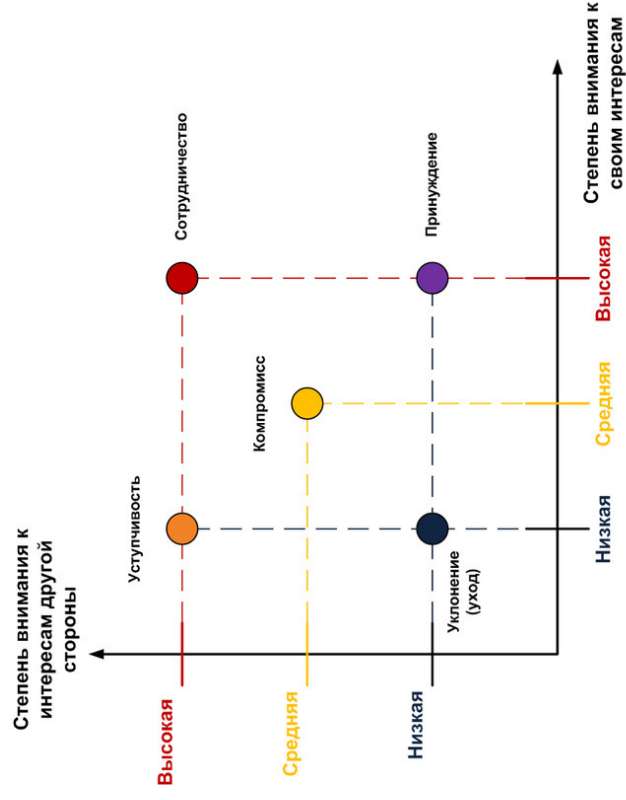 Степень внимания к
интересам другой
стороны
Высокая
Средняя
Низкая
Уступчивость
Сотрудничество
Компромисс
Уклонение
(уход)
Принуждение
Низкая
Средняя
Высокая
Степень внимания к
своим интересам